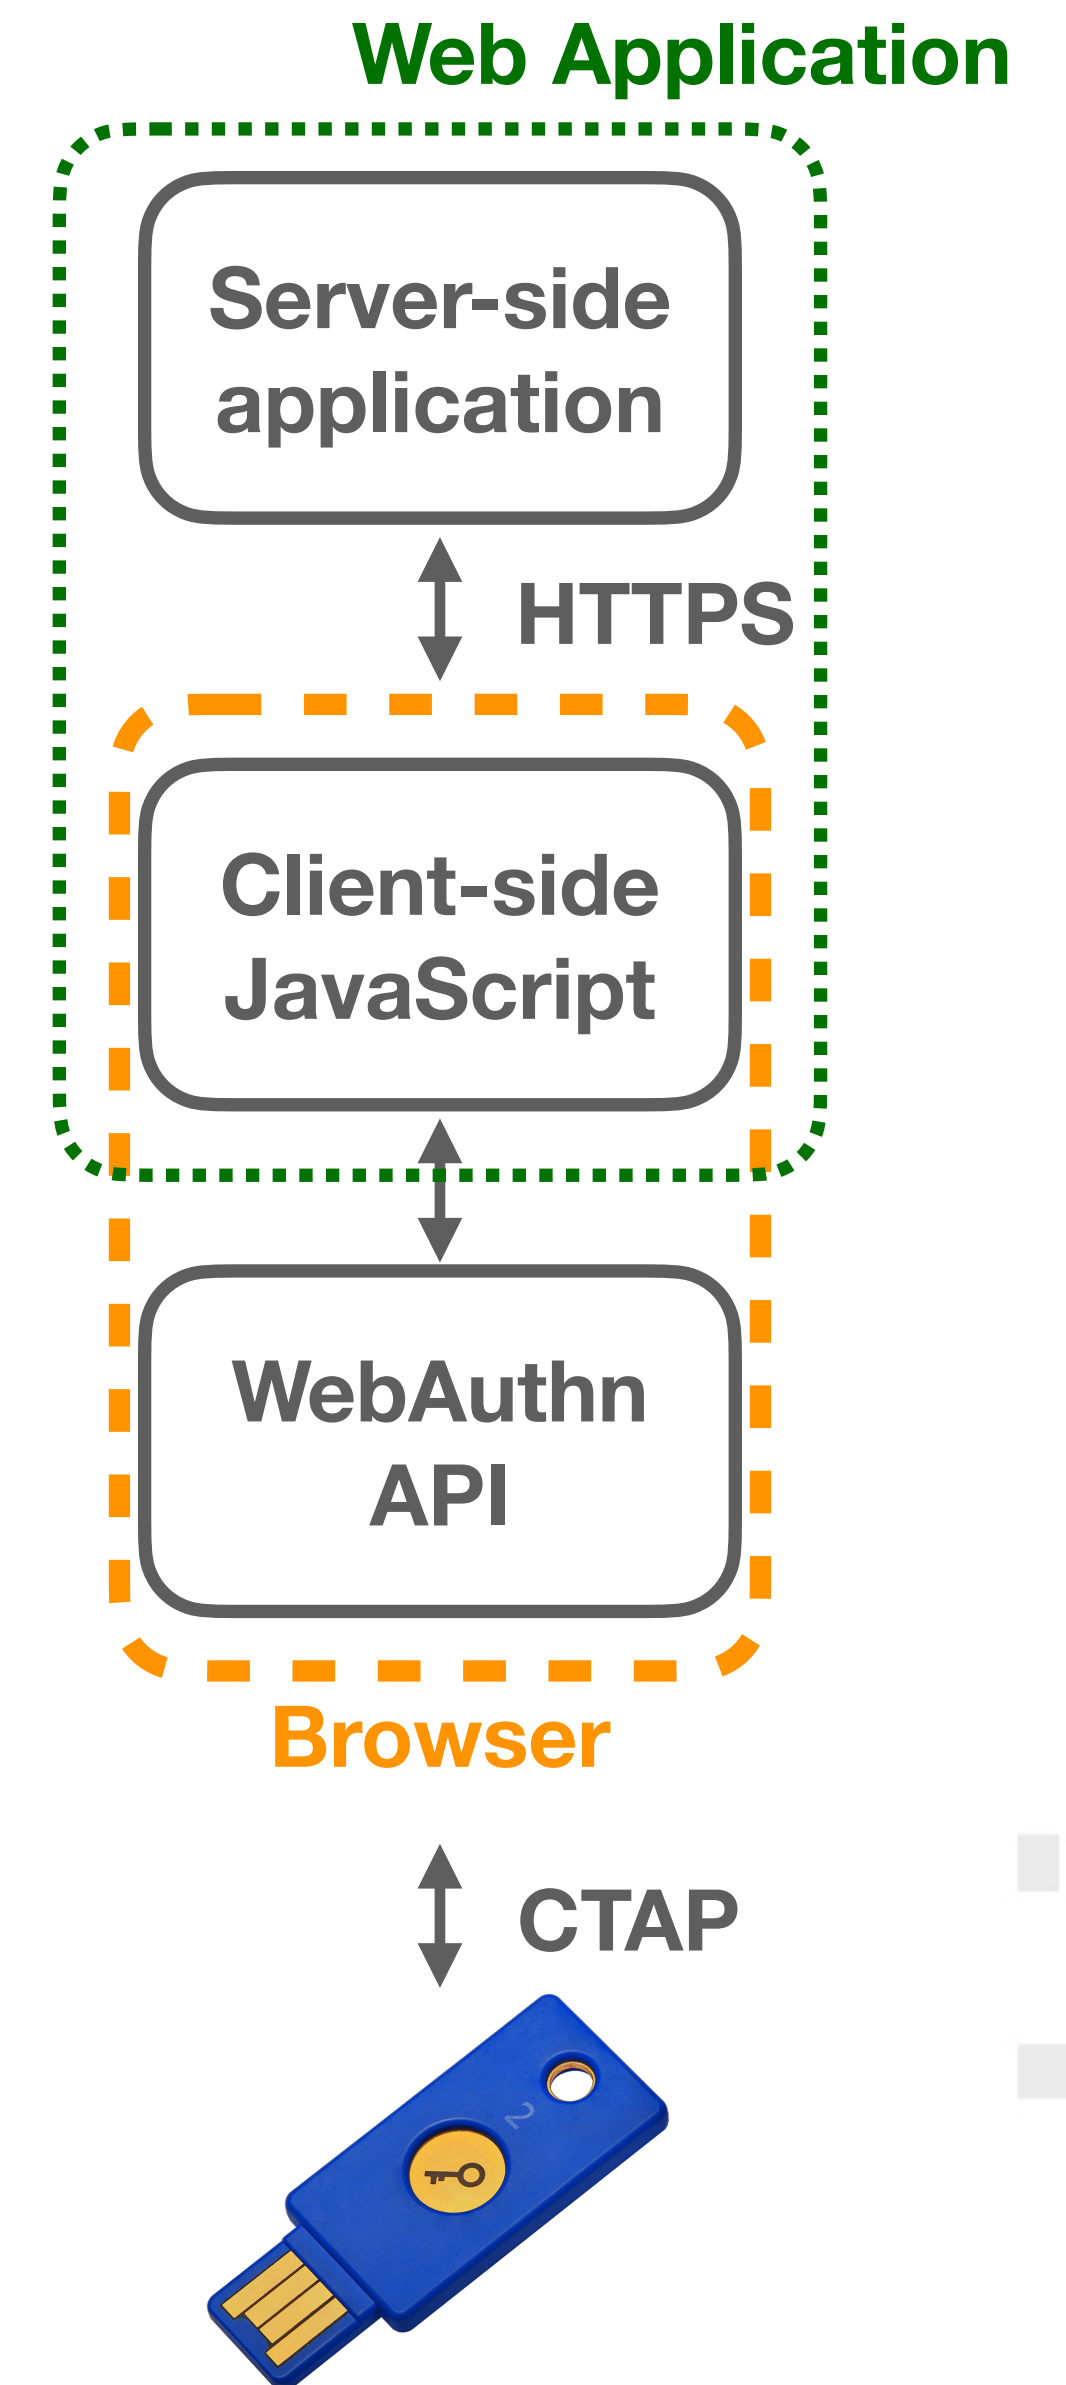 Web Application
Server-side
application
HTTPS
Client-side
JavaScript
WebAuthn
API
Browser
CTAP
2